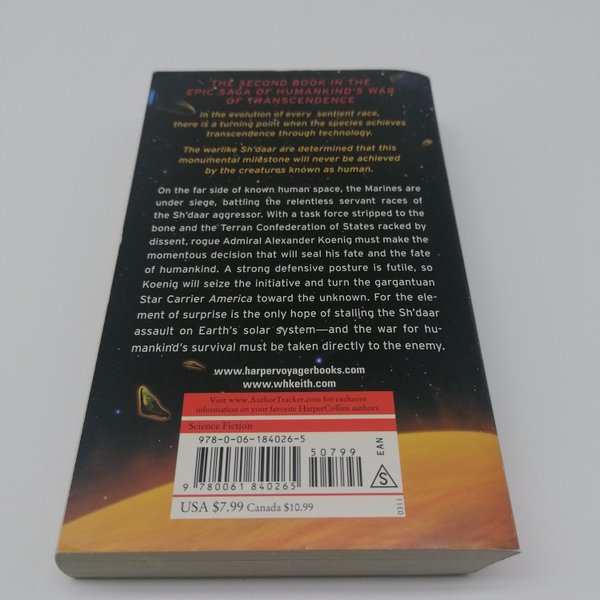 THE SECOND BOOK IN THE
EPIC SAGA OF HUMANKIND'S WAR
OF TRANSCENDENCE
In the evolution of every sentient race,
there is a turning point when the species achieves
transcendence through technology.
The warlike Sh'daar are determined that this
monumental milestone will never be achieved
by the creatures known as human.
On the far side of known human space, the Marines are
under siege, battling the relentless servant races of
the Sh'daar aggressor. With a task force stripped to the
bone and the Terran Confederation of States racked by
dissent, rogue Admiral Alexander Koenig must make the
momentous decision that will seal his fate and the fate
of humankind. A strong defensive posture is futile, so
Koenig will seize the initiative and turn the gargantuan
Star Carrier America toward the unknown. For the ele-
ment of surprise is the only hope of stalling the Sh'daar
assault on Earth's solar system—and the war for hu-
mankind's survival must be taken directly to the enemy.
www.harpervoyagerbooks.com
www.whkeith.com
Visit www.AuthorTracker.com for exclusive
information on your favorite HarperCollins authors.
Science Fiction
978-0-06-184026-5
50799
EAN
S
9 780061 840265
USA $7.99 Canada $10.99
0311